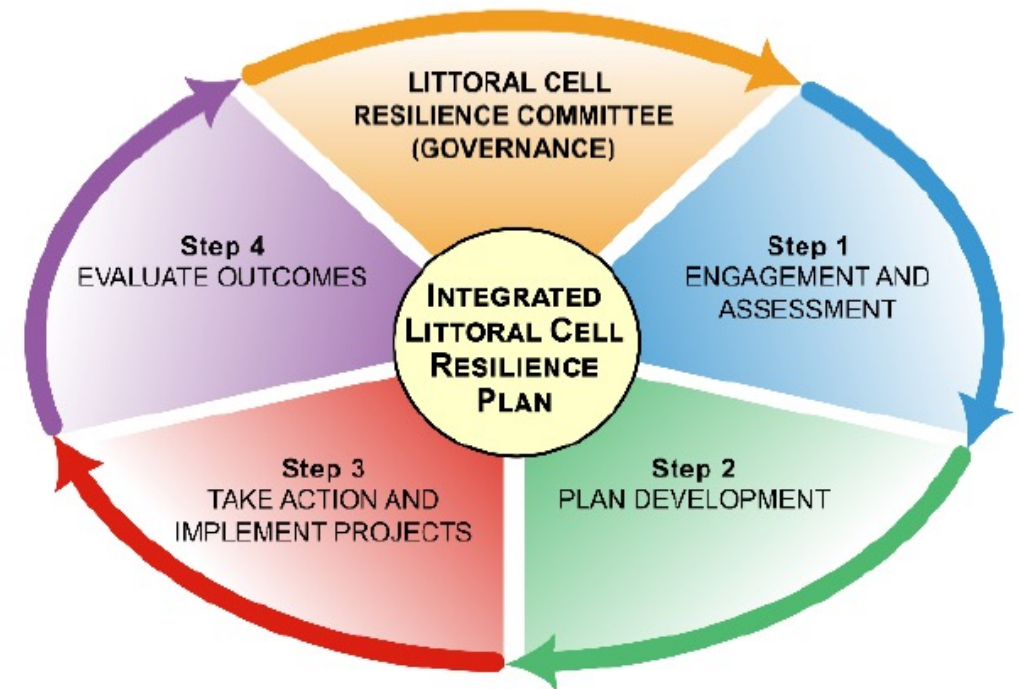 LITTORAL CELL
RESILIENCE COMMITTEE
(GOVERNANCE)
Step 1
ENGAGEMENT AND
ASSESSMENT
Step 2
PLAN DEVELOPMENT
Step 3
TAKE ACTION AND
IMPLEMENT PROJECTS
Step 4
EVALUATE OUTCOMES
INTEGRATED
LITTORAL CELL
RESILIENCE
PLAN